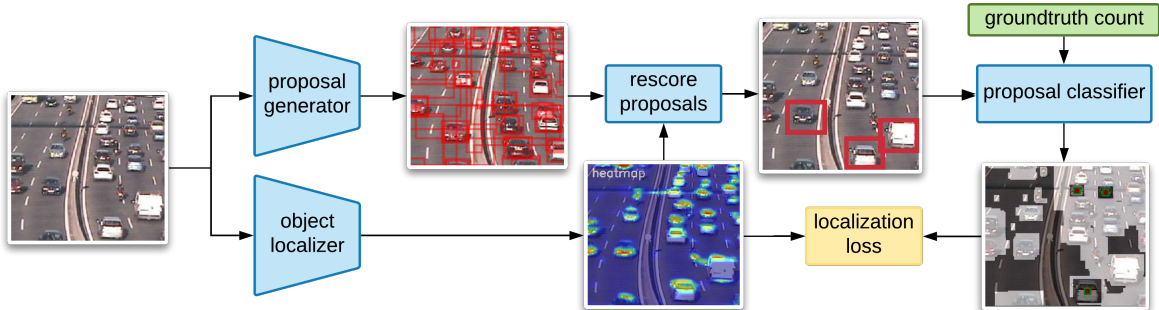 groundtruth count
proposal
generator
rescore
proposals
proposal classifier
heatmap
object
localizer
localization
loss